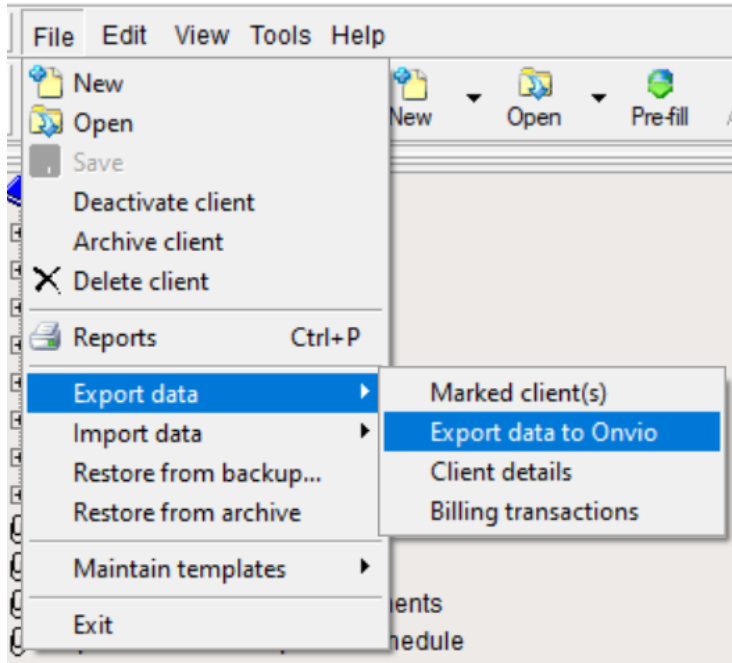 File Edit View Tools Help
New
Open
Save
Deactivate client
Archive client
Delete client
Reports Ctrl+P
Export data
Import data
Restore from backup...
Restore from archive
Maintain templates
Exit
New Open Pre-fill
Marked client(s)
Export data to Onvio
Client details
Billing transactions